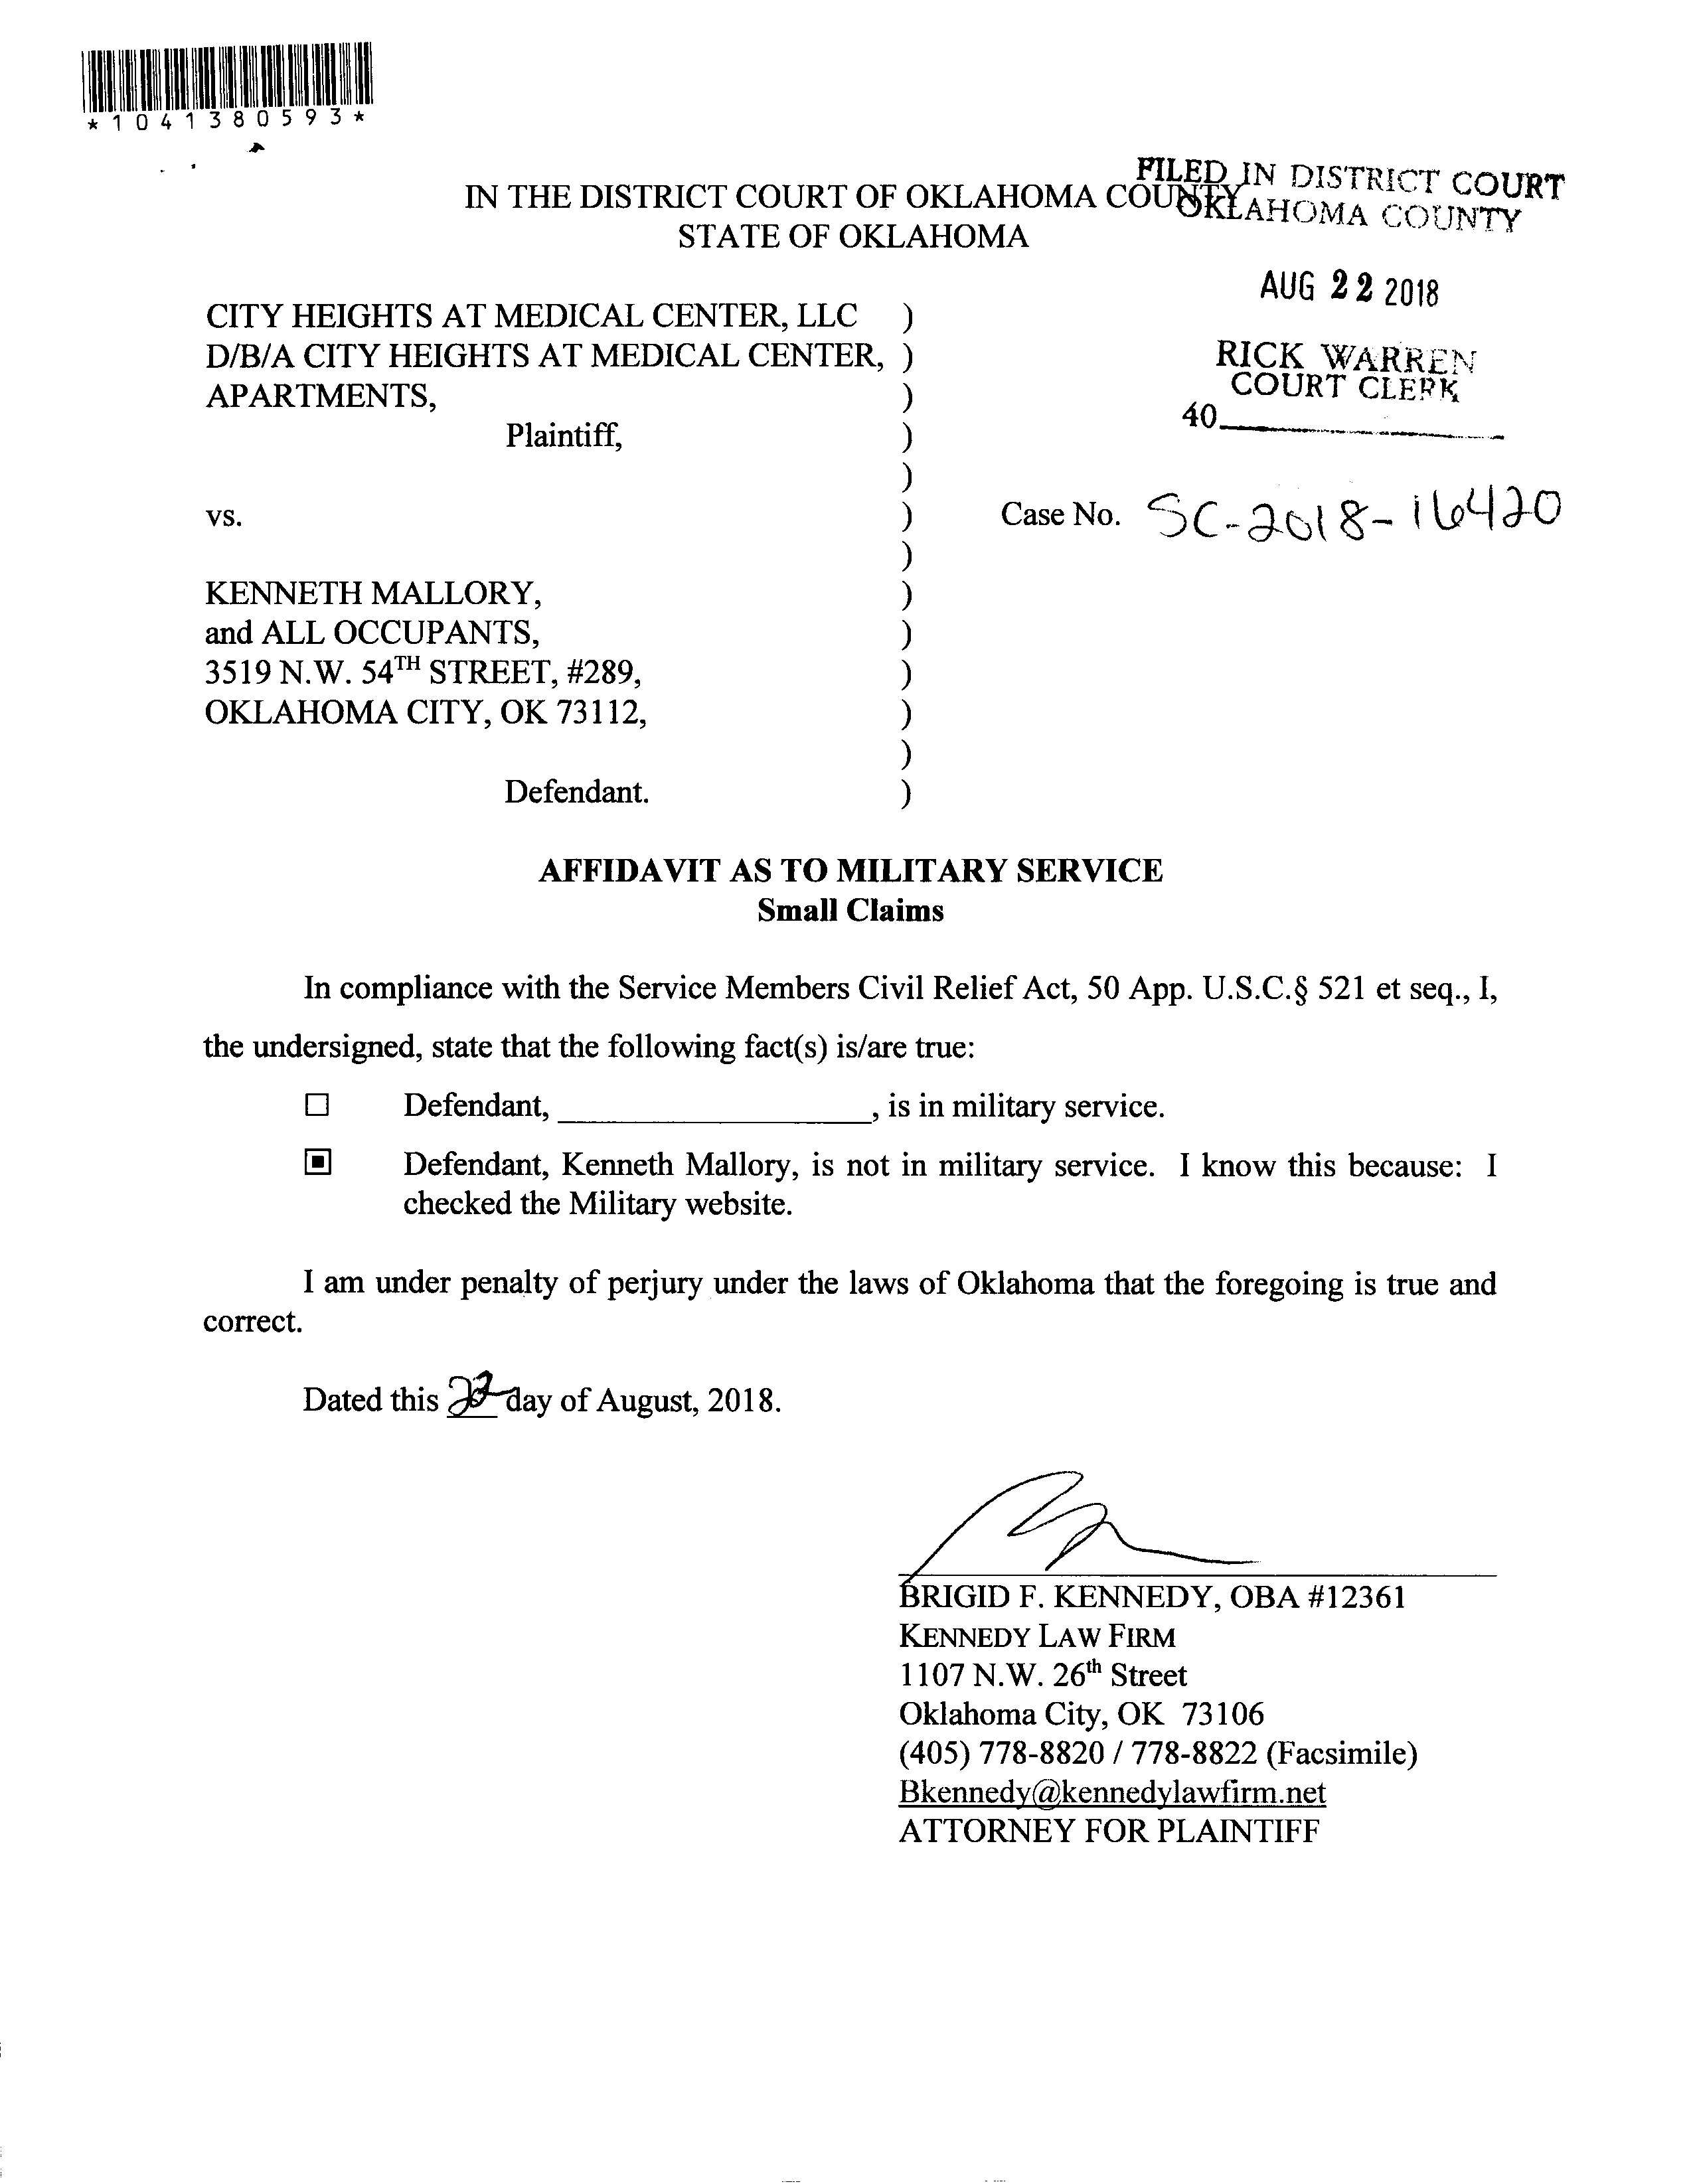 *1041380593*
FILED IN DISTRICT COURT
OKLAHOMA COUNTY
IN THE DISTRICT COURT OF OKLAHOMA COUNTY
STATE OF OKLAHOMA
AUG 22 2018
RICK WARREN
COURT CLERK
40
CITY HEIGHTS AT MEDICAL CENTER, LLC )
D/B/A CITY HEIGHTS AT MEDICAL CENTER, )
APARTMENTS, )
Plaintiff, )
)
vs. ) Case No. SC-2018-16420
)
KENNETH MALLORY, )
and ALL OCCUPANTS, )
3519 N.W. 54TH STREET, #289, )
OKLAHOMA CITY, OK 73112, )
)
Defendant. )
AFFIDAVIT AS TO MILITARY SERVICE
Small Claims
In compliance with the Service Members Civil Relief Act, 50 App. U.S.C.§ 521 et seq., I,
the undersigned, state that the following fact(s) is/are true:
☐ Defendant, ____________________, is in military service.
▣ Defendant, Kenneth Mallory, is not in military service. I know this because: I
checked the Military website.
I am under penalty of perjury under the laws of Oklahoma that the foregoing is true and
correct.
Dated this 22 day of August, 2018.
BRIGID F. KENNEDY, OBA #12361
KENNEDY LAW FIRM
1107 N.W. 26th Street
Oklahoma City, OK 73106
(405) 778-8820 / 778-8822 (Facsimile)
Bkennedy@kennedylawfirm.net
ATTORNEY FOR PLAINTIFF